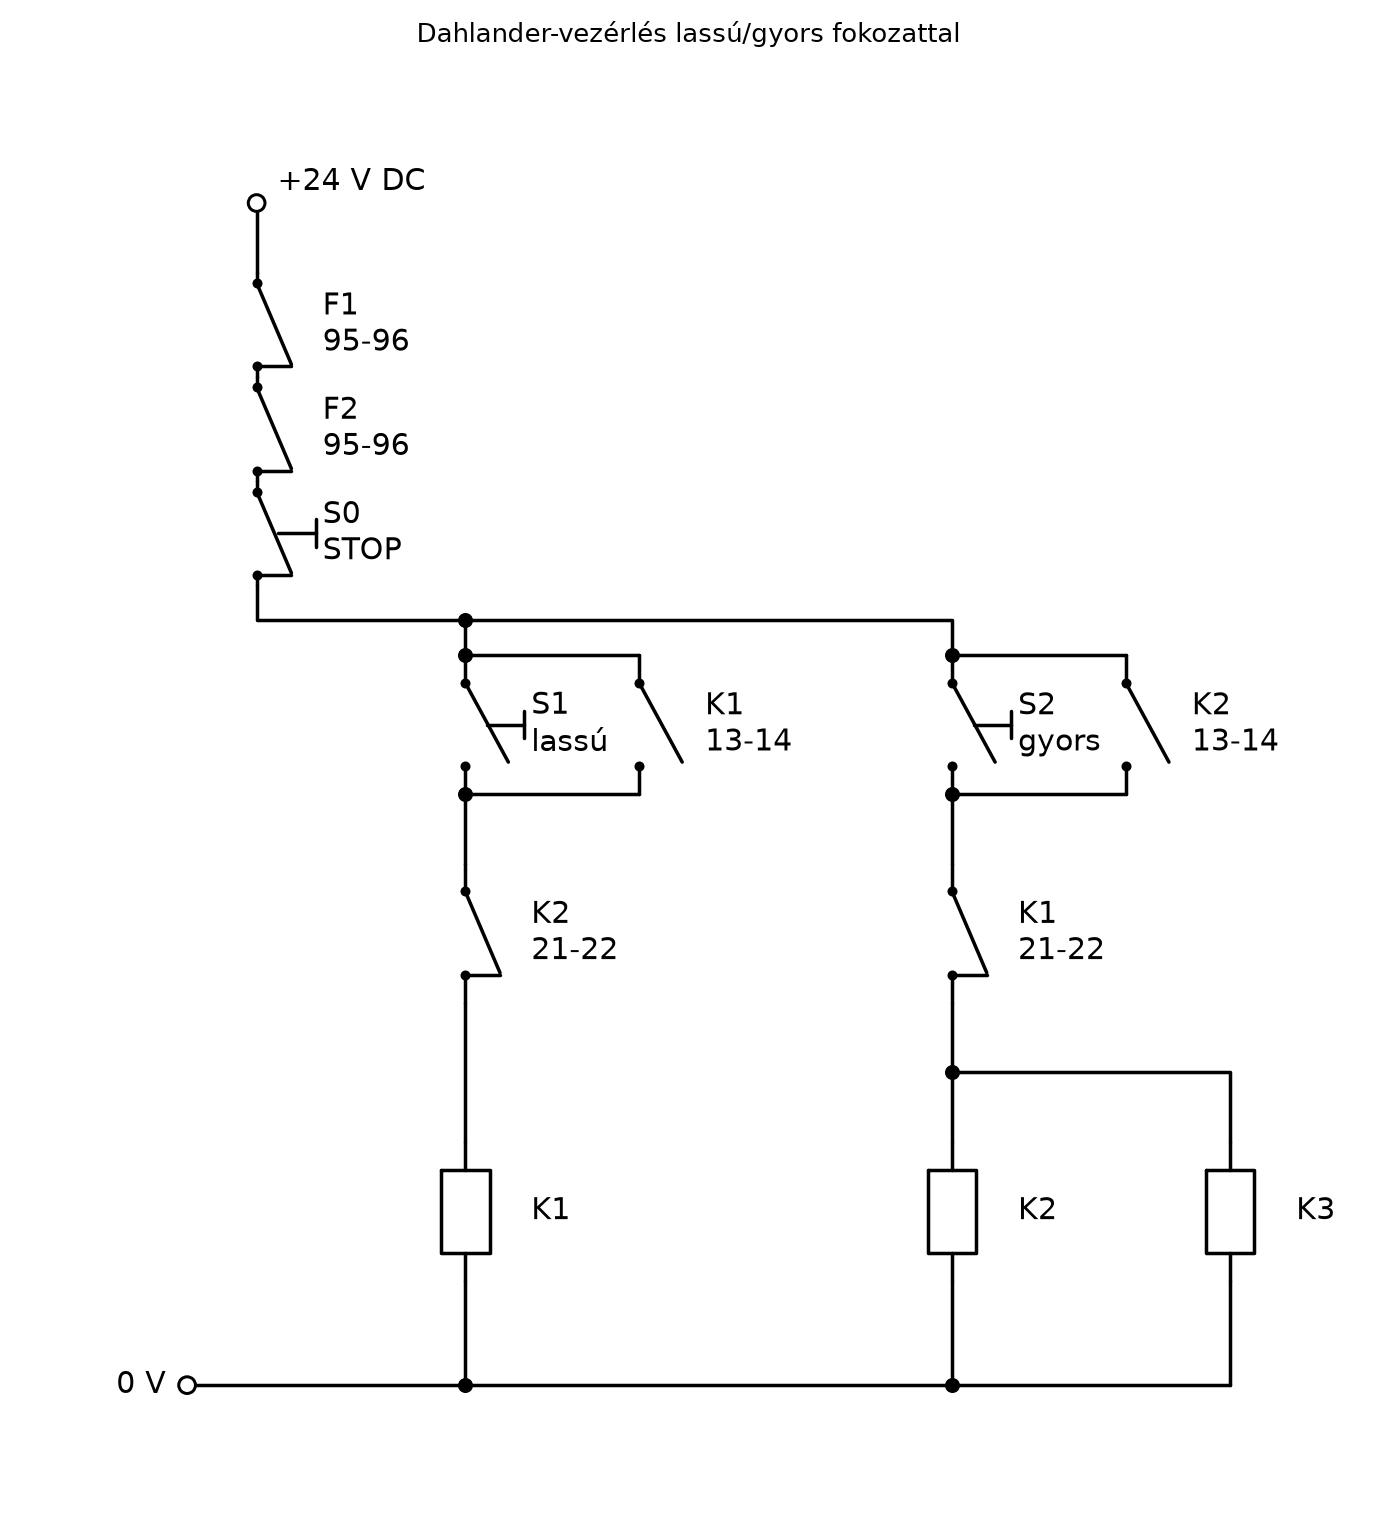 Dahlander-vezérlés lassú/gyors fokozattal
+24 V DC
F1
95-96
F2
95-96
S0
STOP
S1
lassú
K1
13-14
S2
gyors
K2
13-14
K2
21-22
K1
21-22
K1
K2
K3
0 V